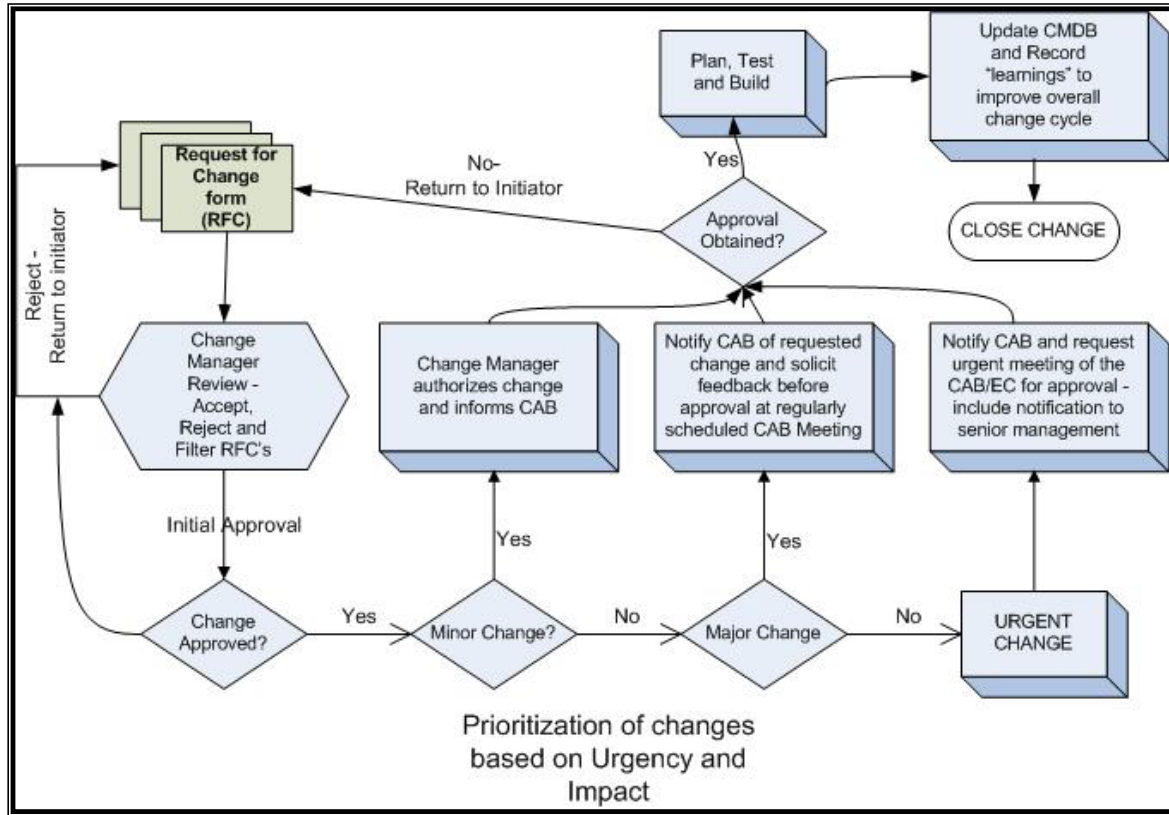 Request for
Change
form
(RFC)
Reject -
Return to initiator
Change
Manager
Review -
Accept,
Reject and
Filter RFC's
Initial Approval
Change
Approved?
Yes
Minor Change?
Yes
Change Manager
authorizes change
and informs CAB
No
Major Change
Yes
Notify CAB of requested
change and solicit
feedback before
approval at regularly
scheduled CAB Meeting
No
URGENT
CHANGE
Notify CAB and request
urgent meeting of the
CAB/EC for approval -
include notification to
senior management
Approval
Obtained?
No-
Return to Initiator
Yes
Plan, Test
and Build
Update CMDB
and Record
“learnings” to
improve overall
change cycle
CLOSE CHANGE
Prioritization of changes
based on Urgency and
Impact